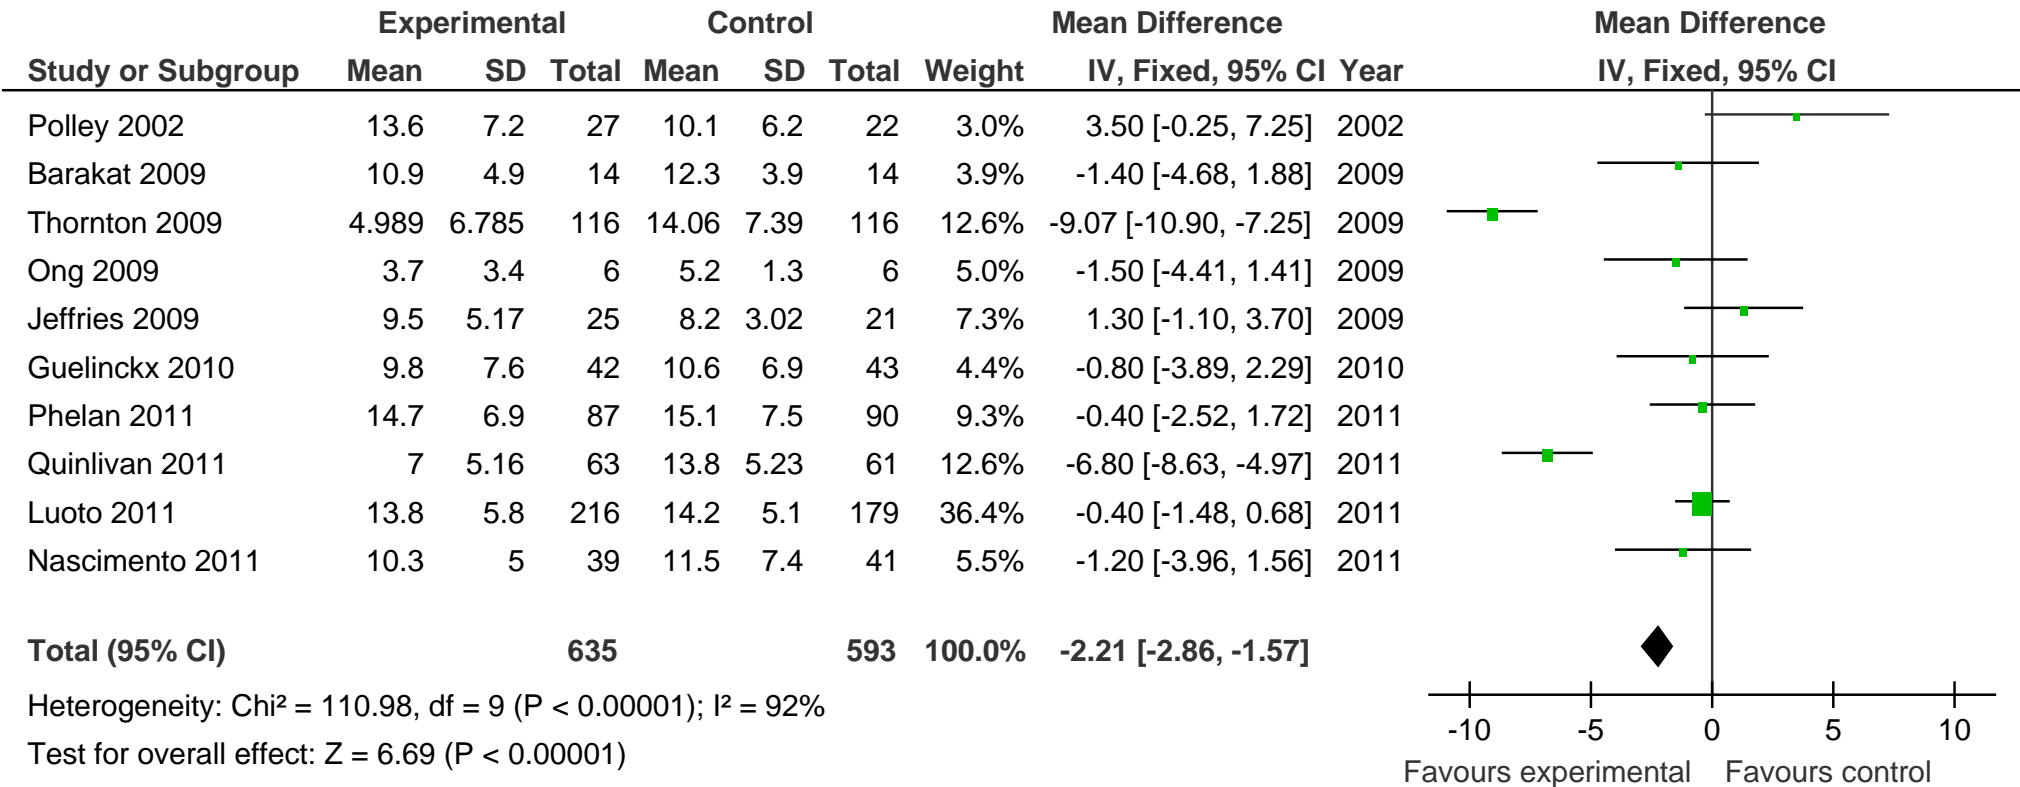 Experimental Control Mean Difference Mean Difference
Study or Subgroup Mean SD Total Mean SD Total Weight IV, Fixed, 95% CI Year IV, Fixed, 95% CI
Polley 2002 13.6 7.2 27 10.1 6.2 22 3.0% 3.50 [-0.25, 7.25] 2002
Barakat 2009 10.9 4.9 14 12.3 3.9 14 3.9% -1.40 [-4.68, 1.88] 2009
Thornton 2009 4.989 6.785 116 14.06 7.39 116 12.6% -9.07 [-10.90, -7.25] 2009
Ong 2009 3.7 3.4 6 5.2 1.3 6 5.0% -1.50 [-4.41, 1.41] 2009
Jeffries 2009 9.5 5.17 25 8.2 3.02 21 7.3% 1.30 [-1.10, 3.70] 2009
Guelinckx 2010 9.8 7.6 42 10.6 6.9 43 4.4% -0.80 [-3.89, 2.29] 2010
Phelan 2011 14.7 6.9 87 15.1 7.5 90 9.3% -0.40 [-2.52, 1.72] 2011
Quinlivan 2011 7 5.16 63 13.8 5.23 61 12.6% -6.80 [-8.63, -4.97] 2011
Luoto 2011 13.8 5.8 216 14.2 5.1 179 36.4% -0.40 [-1.48, 0.68] 2011
Nascimento 2011 10.3 5 39 11.5 7.4 41 5.5% -1.20 [-3.96, 1.56] 2011
Total (95% CI) 635 593 100.0% -2.21 [-2.86, -1.57]
Heterogeneity: Chi² = 110.98, df = 9 (P < 0.00001); I² = 92%
Test for overall effect: Z = 6.69 (P < 0.00001)
-10 -5 0 5 10
Favours experimental Favours control